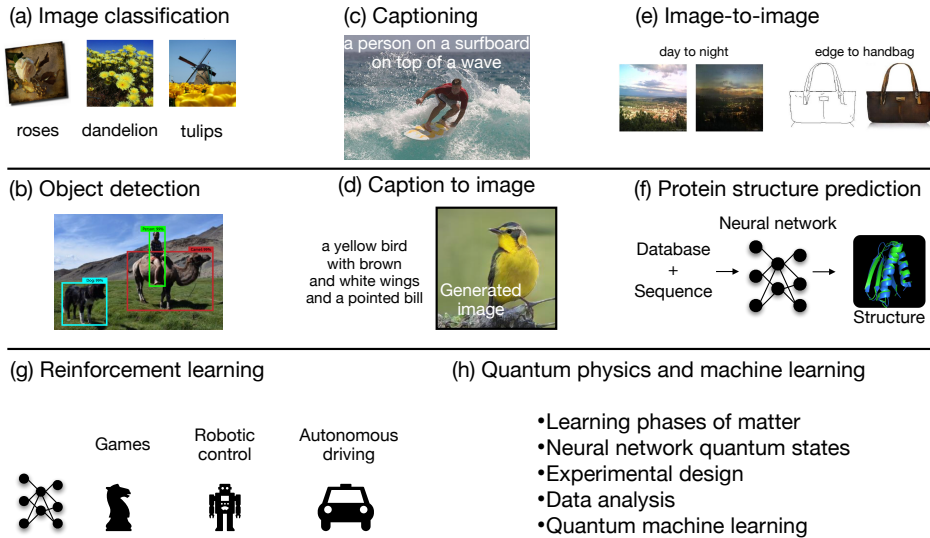 (a) Image classification
roses
dandelion
tulips
(c) Captioning
a person on a surfboard
on top of a wave
(e) Image-to-image
day to night
edge to handbag
(b) Object detection
Dog: 99%
(d) Caption to image
a yellow bird
with brown
and white wings
and a pointed bill
Generated
image
(f) Protein structure prediction
Neural network
Database
+
Sequence
Structure
(g) Reinforcement learning
Games
Robotic
control
Autonomous
driving
(h) Quantum physics and machine learning
•Learning phases of matter
•Neural network quantum states
•Experimental design
•Data analysis
•Quantum machine learning